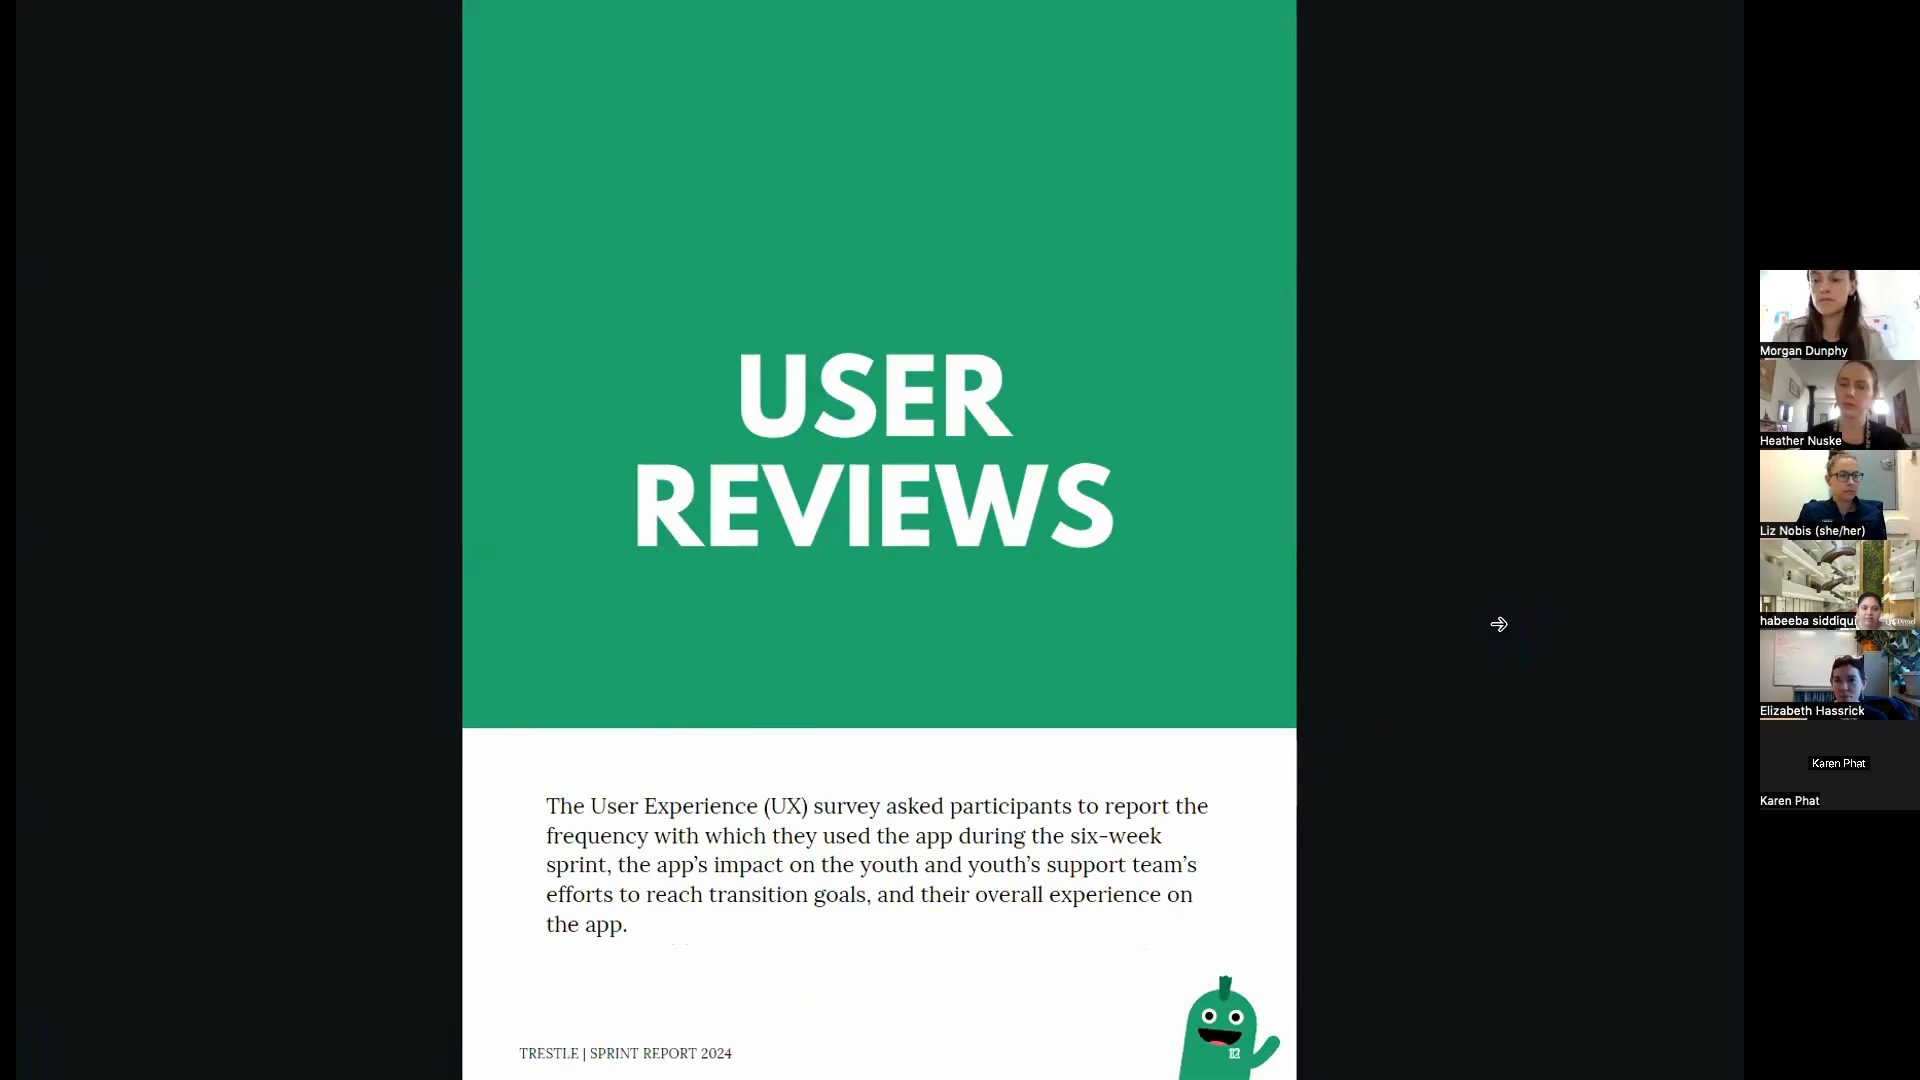 USER
REVIEWS
The User Experience (UX) survey asked participants to report the
frequency with which they used the app during the six-week
sprint, the app’s impact on the youth and youth’s support team’s
efforts to reach transition goals, and their overall experience on
the app.
TRESTLE | SPRINT REPORT 2024
Morgan Dunphy
Heather Nuske
Liz Nobis (she/her)
habeeba siddiqui
Elizabeth Hassrick
Karen Phat
Karen Phat